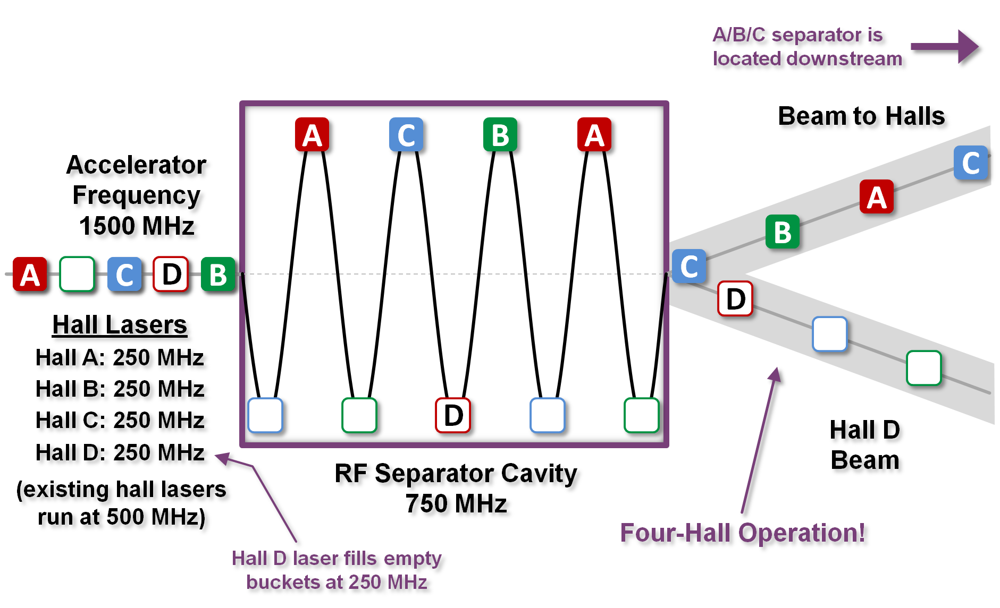 A/B/C separator is
located downstream
Beam to Halls
A C B A
C
A
B
C
D
Accelerator
Frequency
1500 MHz
A C D B
D
Hall Lasers
Hall A: 250 MHz
Hall B: 250 MHz
Hall C: 250 MHz
Hall D: 250 MHz
(existing hall lasers
run at 500 MHz)
RF Separator Cavity
750 MHz
Hall D
Beam
Four-Hall Operation!
Hall D laser fills empty
buckets at 250 MHz